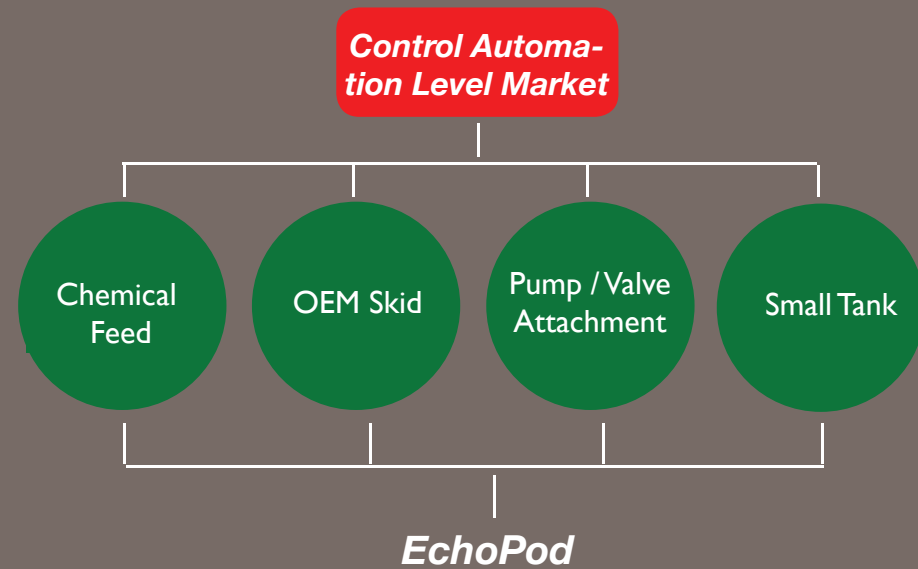 Control Automa-
tion Level Market
Chemical
Feed
OEM Skid
Pump / Valve
Attachment
Small Tank
EchoPod